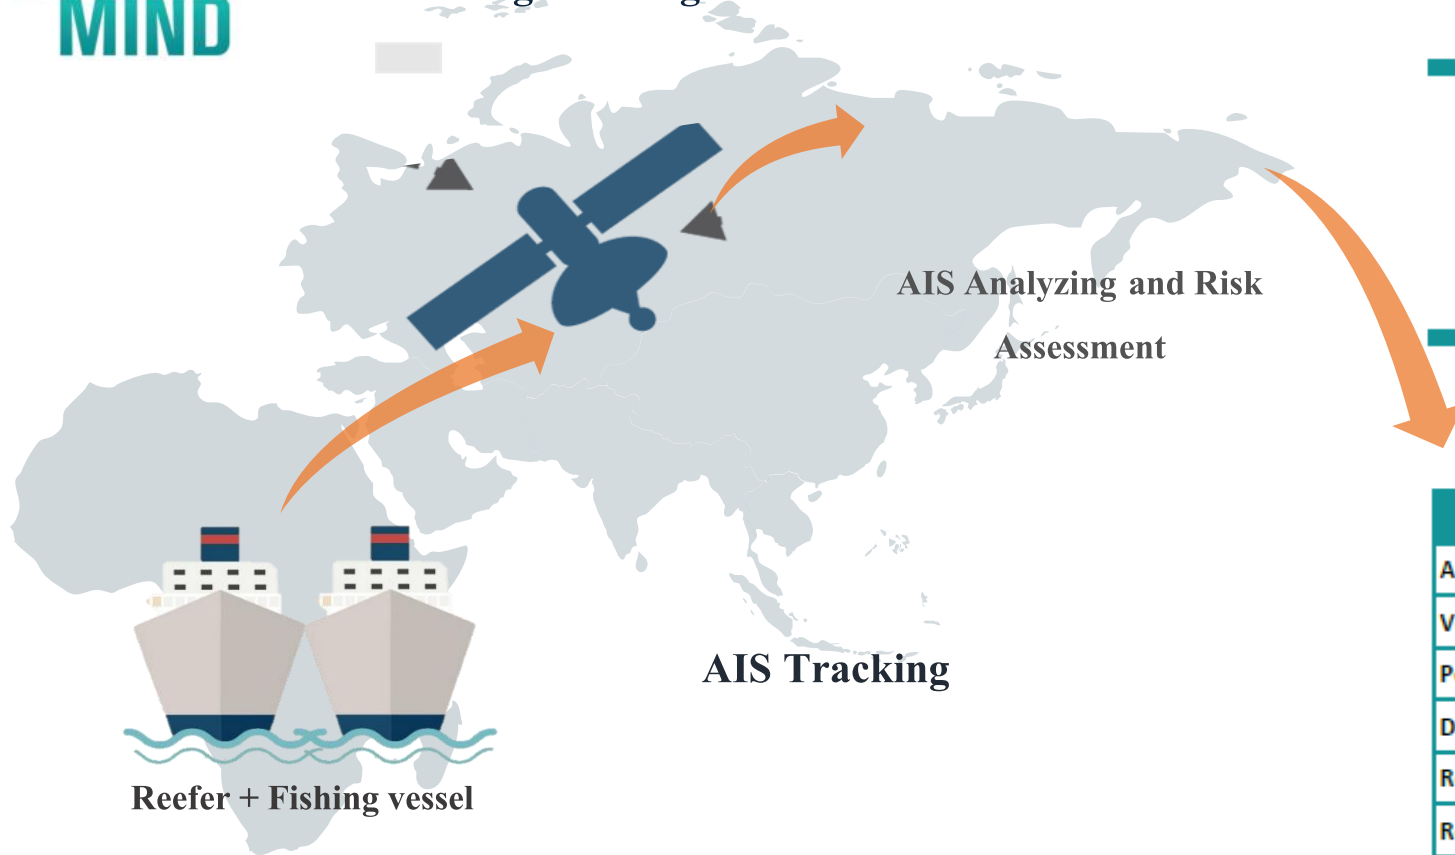 MIND
AIS Analyzing and Risk
Assessment
AIS Tracking
Reefer + Fishing vessel
A
V
P
D
R
R